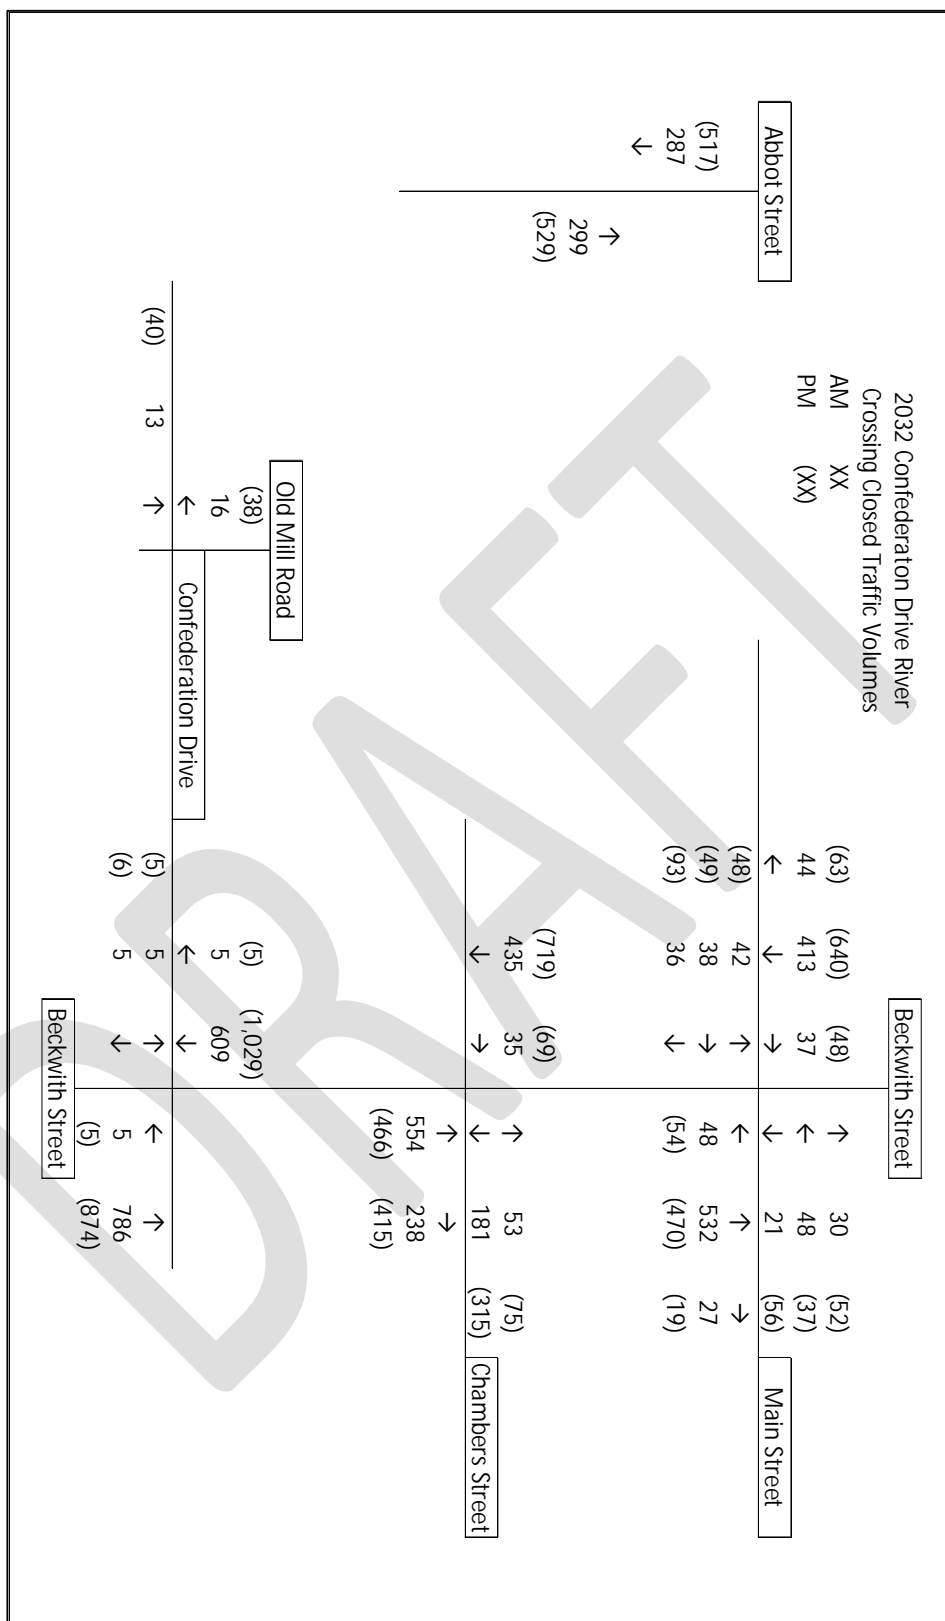 2032 Confederaton Drive River
Crossing Closed Traffic Volumes
Beckwith Street
AM XX (63) (640) (48) 30 (52)
PM (XX) 44 413 37 48 (37)
Abbot Street 21 (56) Main Street
(48) 42
(517) (49) 38 48 532 27
287 (93) 36 (54) (470) (19)
299
(529) (719) (69)
435 35 53 (75)
181 (315) Chambers Street
554 238
(466) (415)
Old Mill Road
(38) (5) (1,029)
16 5 609
Confederation Drive
(40) 13 (5) 5
(6) 5 5 786
(5) (874)
Beckwith Street
DRAFT